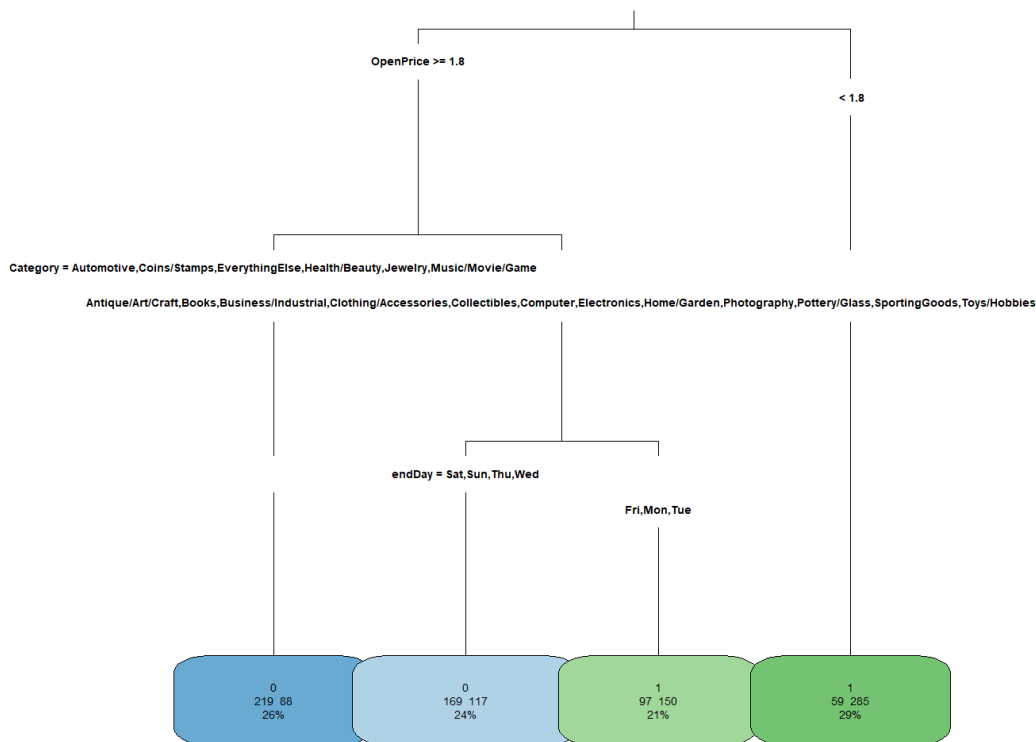 OpenPrice >= 1.8
< 1.8
Category = Automotive,Coins/Stamps,EverythingElse,Health/Beauty,Jewelry,Music/Movie/Game
Antique/Art/Craft,Books,Business/Industrial,Clothing/Accessories,Collectibles,Computer,Electronics,Home/Garden,Photography,Pottery/Glass,SportingGoods,Toys/Hobbies
endDay = Sat,Sun,Thu,Wed
Fri,Mon,Tue
0
219 88
26%
0
169 117
24%
1
97 150
21%
1
59 285
29%